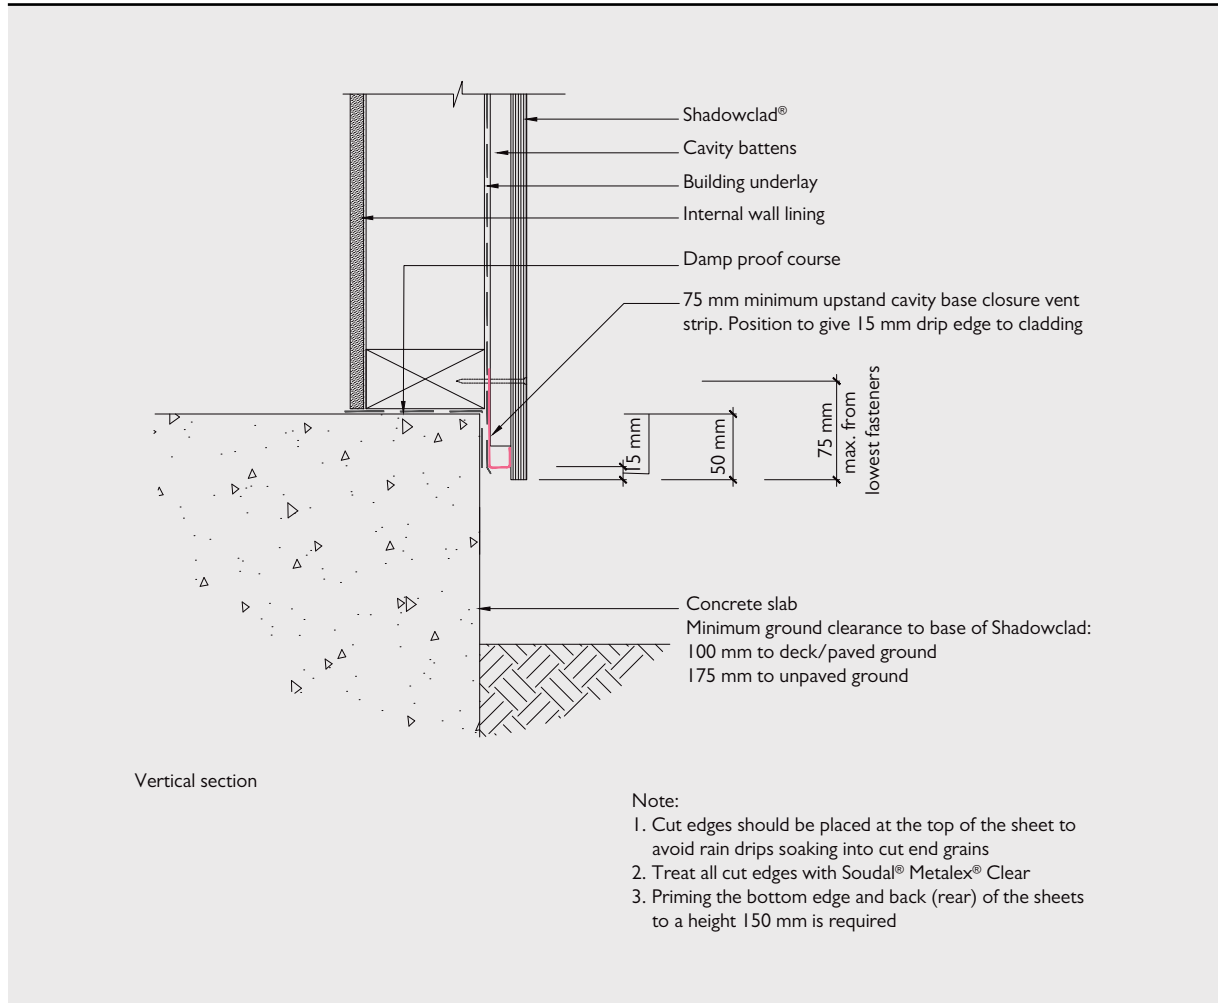 Shadowclad®
Cavity battens
Building underlay
Internal wall lining
Damp proof course
75 mm minimum upstand cavity base closure vent
strip. Position to give 15 mm drip edge to cladding
15 mm
50 mm
75 mm
max. from
lowest fasteners
Concrete slab
Minimum ground clearance to base of Shadowclad:
100 mm to deck/paved ground
175 mm to unpaved ground
Vertical section
Note:
1. Cut edges should be placed at the top of the sheet to
avoid rain drips soaking into cut end grains
2. Treat all cut edges with Soudal® Metalex® Clear
3. Priming the bottom edge and back (rear) of the sheets
to a height 150 mm is required